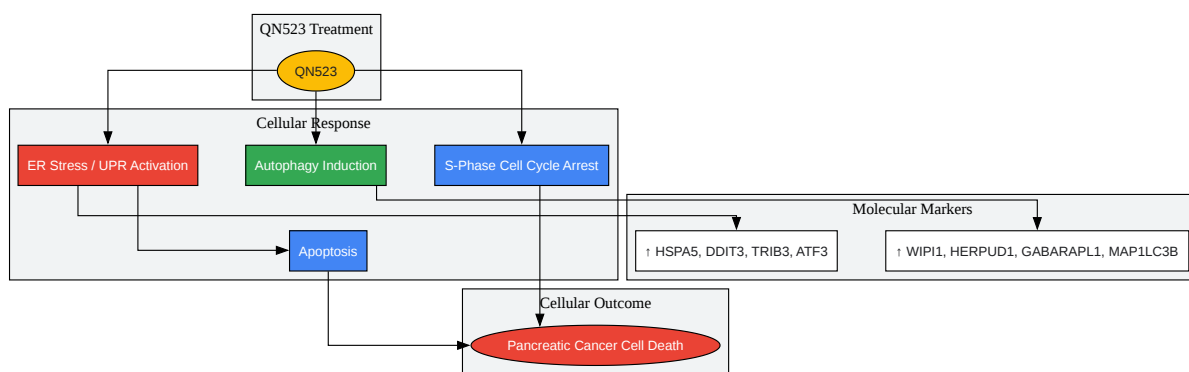 QN523 Treatment
QN523
Cellular Response
ER Stress / UPR Activation
Autophagy Induction
S-Phase Cell Cycle Arrest
Molecular Markers
Apoptosis
↑ HSPA5, DDIT3, TRIB3, ATF3
↑ WIPI1, HERPUD1, GABARAPL1, MAP1LC3B
Cellular Outcome
Pancreatic Cancer Cell Death